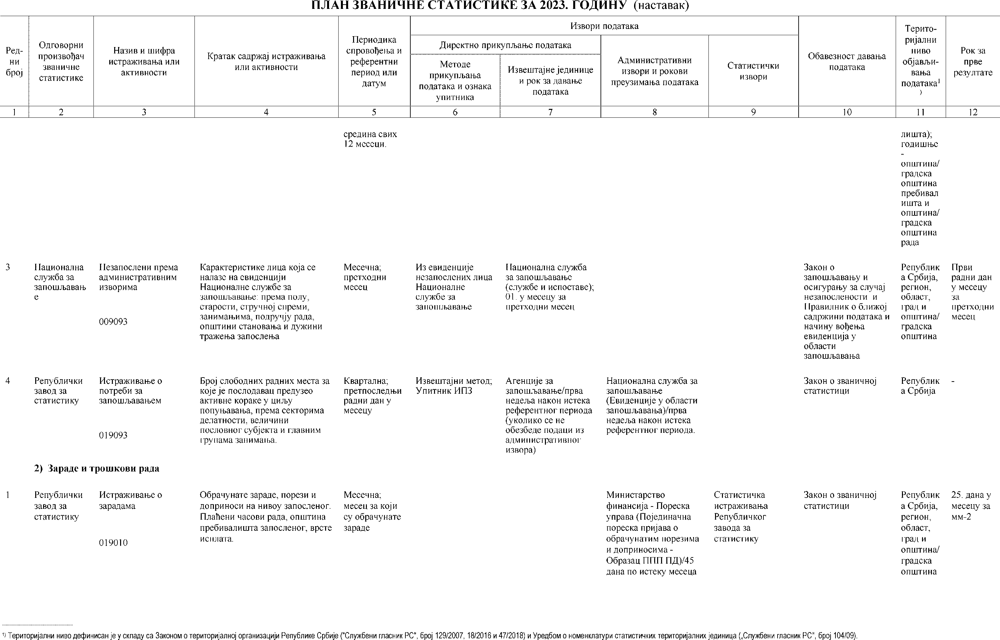 ПЛАН ЗВАНИЧНЕ СТАТИСТИКЕ ЗА 2023. ГОДИНУ (наставак)
Ред-
ни
број
Одговорни
произвођач
званичне
статистике
Назив и шифра
истраживања или
активности
Кратак садржај истраживања
или активности
Периодика
спровођења и
референтни
период или
датум
Извори података
Директно прикупљање података
Методе
прикупљања
података и ознака
упитника
Извештајне јединице
и рок за давање
података
Административни
извори и рокови
преузимања података
Статистички
извори
Обавезност давања
података
Терито-
ријални
ниво
објављи-
вања
података1
)
Рок за
прве
резултате
1 2 3 4 5 6 7 8 9 10 11 12
средина свих
12 месеци.
лишта);
годишње
-
општина/
градска
општина
пребивал
ишта и
општина/
градска
општина
рада
3
Национална
служба за
запошљавањ
е
Незапослени према
административним
изворима
009093
Карактеристике лица која се
налазе на евиденцији
Националне службе за
запошљавање: према полу,
старости, стручној спреми,
занимањима, подручју рада,
општини становања и дужини
тражења запослења
Месечна;
претходни
месец
Из евиденције
незапослених лица
Националне
службе за
запошљавање
Национална служба
за запошљавање
(службе и испоставе);
01. у месецу за
претходни месец
Закон о
запошљавању и
осигурању за случај
незапослености и
Правилник о ближој
садржини података и
начину вођења
евиденција у
области
запошљавања
Републик
а Србија,
регион,
област,
град и
општина/
градска
општина
Први
радни дан
у месецу
за
претходни
месец
4
Републички
завод за
статистику
Истраживање о
потреби за
запошљавањем
019093
Број слободних радних места за
које је послодавац предузео
активне кораке у циљу
попуњавања, према секторима
делатности, величини
пословног субјекта и главним
групама занимања.
Квартална;
претпоследњи
радни дан у
месецу
Извештајни метод;
Упитник ИПЗ
Агенције за
запошљавање/прва
недеља након истека
референтног периода
(уколико се не
обезбеде подаци из
административног
извора)
Национална служба за
запошљавање
(Евиденције у области
запошљавања)/прва
недеља након истека
референтног периода.
Закон о званичној
статистици
Републик
а Србија
-
2) Зараде и трошкови рада
1
Републички
завод за
статистику
Истраживање о
зарадама
019010
Обрачунате зараде, порези и
доприноси на нивоу запосленог.
Плаћени часови рада, општина
пребивалишта запосленог, врсте
исплата.
Месечна;
месец за који
су обрачунате
зараде
Министарство
финансија - Пореска
управа (Појединачна
пореска пријава о
обрачунатим порезима
и доприносима -
Образац ППП ПД)/45
дана по истеку месеца
Статистичка
истраживања
Републичког
завода за
статистику
Закон о званичној
статистици
Републик
а Србија,
регион,
област,
град и
општина/
градска
општина
25. дана у
месецу за
мм-2
1) Територијални ниво дефинисан је у складу са Законом о територијалној организацији Републике Србије ("Службени гласник РС", број 129/2007, 18/2016 и 47/2018) и Уредбом о номенклатури статистичких територијалних јединица („Службени гласник РС", број 104/09).